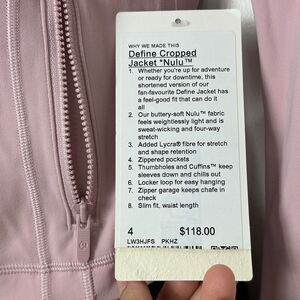 WHY WE MADE THIS
Define Cropped
Jacket *Nulu™
1. Whether you're up for adventure
or ready for downtime, this
shortened version of our
fan-favourite Define Jacket has
a feel-good fit that can do it
all
2. Our buttery-soft Nulu™ fabric
feels weightlessly light and is
sweat-wicking and four-way
stretch
3. Added Lycra® fibre for stretch
and shape retention
4. Zippered pockets
5. Thumbholes and Cuffins™ keep
sleeves down and chills out
6. Locker loop for easy hanging
7. Zipper garage keeps chafe in
check
8. Slim fit, waist length
4 $118.00
LW3HJFS PKHZ